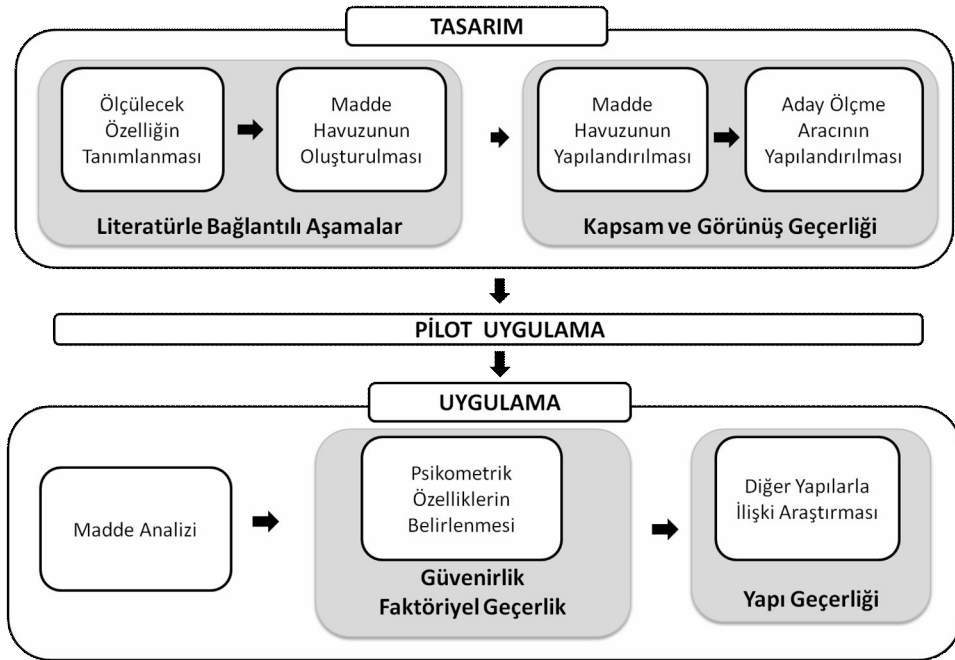 TASARIM
Ölçülecek
Özelliğin
Tanımlanması
Madde
Havuzunun
Oluşturulması
Literatürle Bağlantılı Aşamalar
Madde
Havuzunun
Yapılandırılması
Aday Ölçme
Aracının
Yapılandırılması
Kapsam ve Görünüş Geçerliği
PİLOT UYGULAMA
UYGULAMA
Madde Analizi
Psikometrik
Özelliklerin
Belirlenmesi
Güvenirlik
Faktöriyel Geçerlik
Diğer Yapılarla
İlişki Araştırması
Yapı Geçerliği